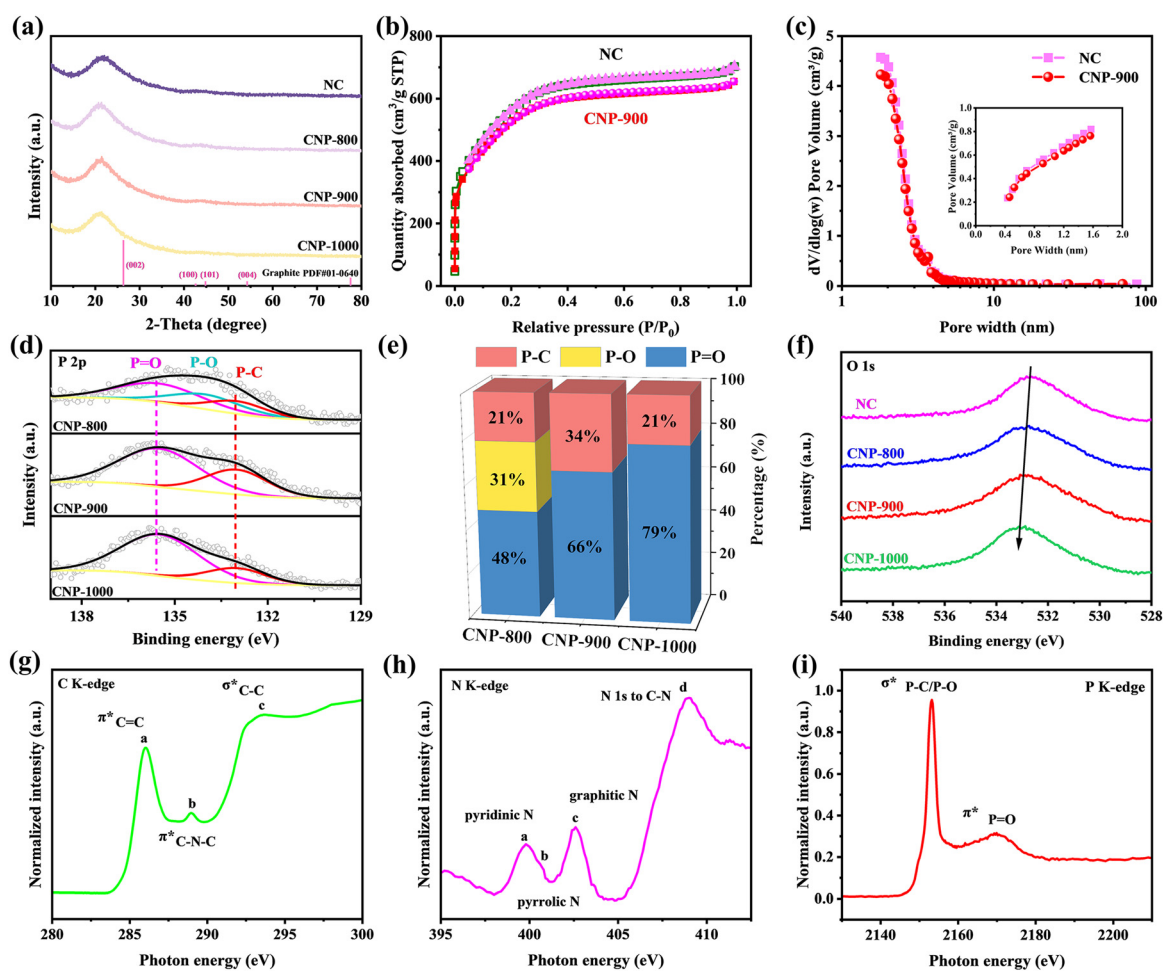 (a)
Intensity (a.u.)
NC
CNP-800
CNP-900
CNP-1000
(002)
(100)
(101)
(004)
Graphite PDF#01-0640
10 20 30 40 50 60 70 80
2-Theta (degree)
(b)
Quantity absorbed (cm³/g STP)
800
600
400
200
0
NC
CNP-900
0.0 0.2 0.4 0.6 0.8 1.0
Relative pressure (P/P₀)
(c)
dV/dlog(w) Pore Volume (cm³/g)
5
4
3
2
1
0
NC
CNP-900
Pore Volume (cm³/g)
1.0
0.8
0.6
0.4
0.2
0.0
0.0 0.4 0.8 1.2 1.6 2.0
Pore Width (nm)
1 10 100
Pore width (nm)
(d)
Intensity (a.u.)
P 2p
P=O
P-O
P-C
CNP-800
CNP-900
CNP-1000
138 135 132 129
Binding energy (eV)
(e)
P-C P-O P=O
21%
31%
48%
34%
66%
21%
79%
100
80
60
40
20
0
Percentage (%)
CNP-800 CNP-900 CNP-1000
(f)
Intensity (a.u.)
O 1s
NC
CNP-800
CNP-900
CNP-1000
540 538 536 534 532 530 528
Binding energy (eV)
(g)
Normalized intensity (a.u.)
C K-edge
π* C=C
a
b
π* C-N-C
σ* C-C
c
280 285 290 295 300
Photon energy (eV)
(h)
Normalized intensity (a.u.)
N K-edge
N 1s to C-N
d
graphitic N
c
pyridinic N
a
b
pyrrolic N
395 400 405 410
Photon energy (eV)
(i)
Normalized intensity (a.u.)
1.0
0.8
0.6
0.4
0.2
0.0
σ* P-C/P-O
P K-edge
π*
P=O
2140 2160 2180 2200
Photon energy (eV)